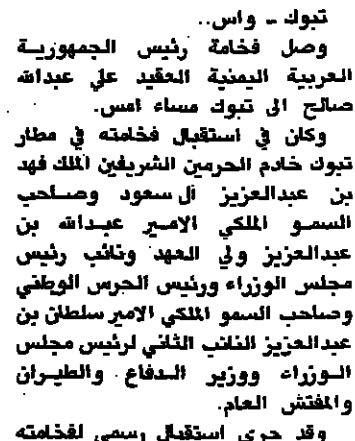 تبوك - واس..
وصل فخامة رئيس الجمهورية
العربية اليمنية العقيد علي عبدالله
صالح الى تبوك مساء امس.
وكان في استقبال فخامته في مطار
تبوك خادم الحرمين الشريفين الملك فهد
بن عبدالعزيز آل سعود وصاحب
السمو الملكي الامير عبدالله بن
عبدالعزيز ولي العهد ونائب رئيس
مجلس الوزراء ورئيس الحرس الوطني
وصاحب السمو الملكي الامير سلطان بن
عبدالعزيز النائب الثاني لرئيس مجلس
الوزراء ووزير الدفاع والطيران
والمفتش العام.
وقد جرى استقبال رسمي لفخامته